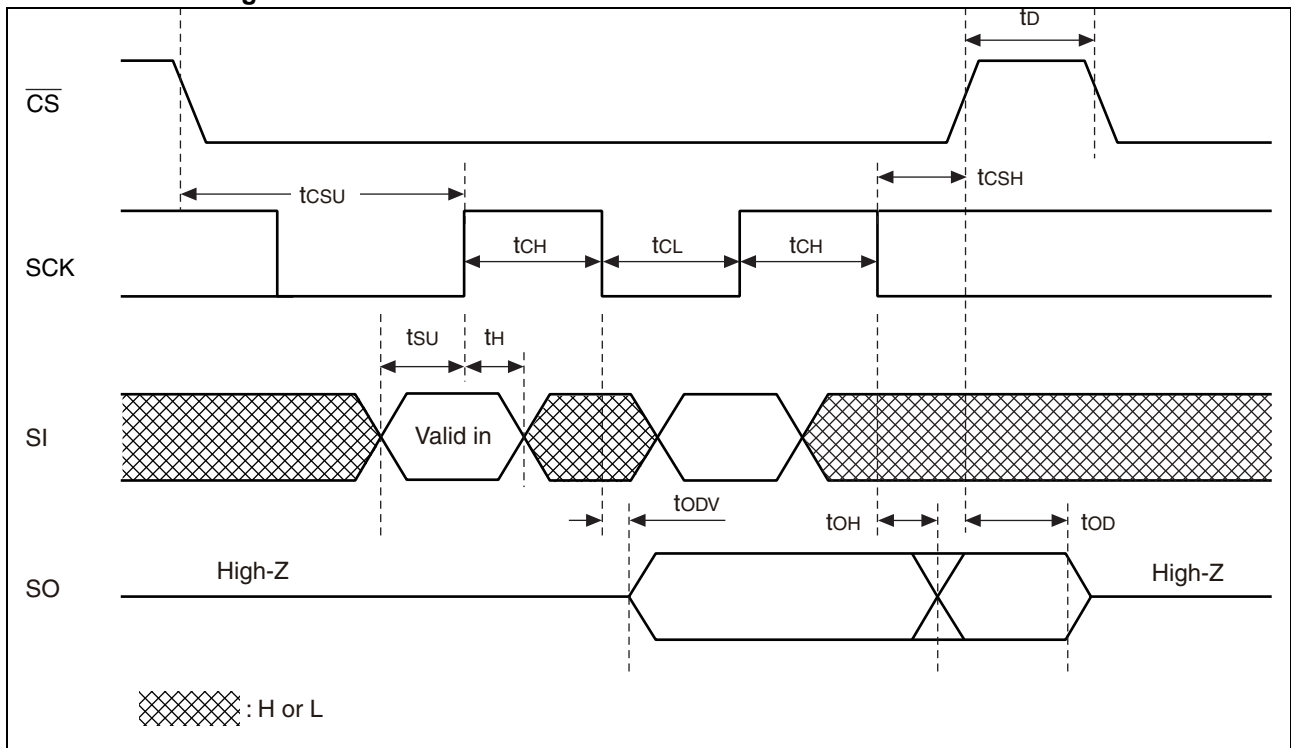 tD
CS
tCSU
tCSH
SCK
tCH
tCL
tCH
tSU
tH
SI
Valid in
tODV
tOH
tOD
SO
High-Z
High-Z
: H or L